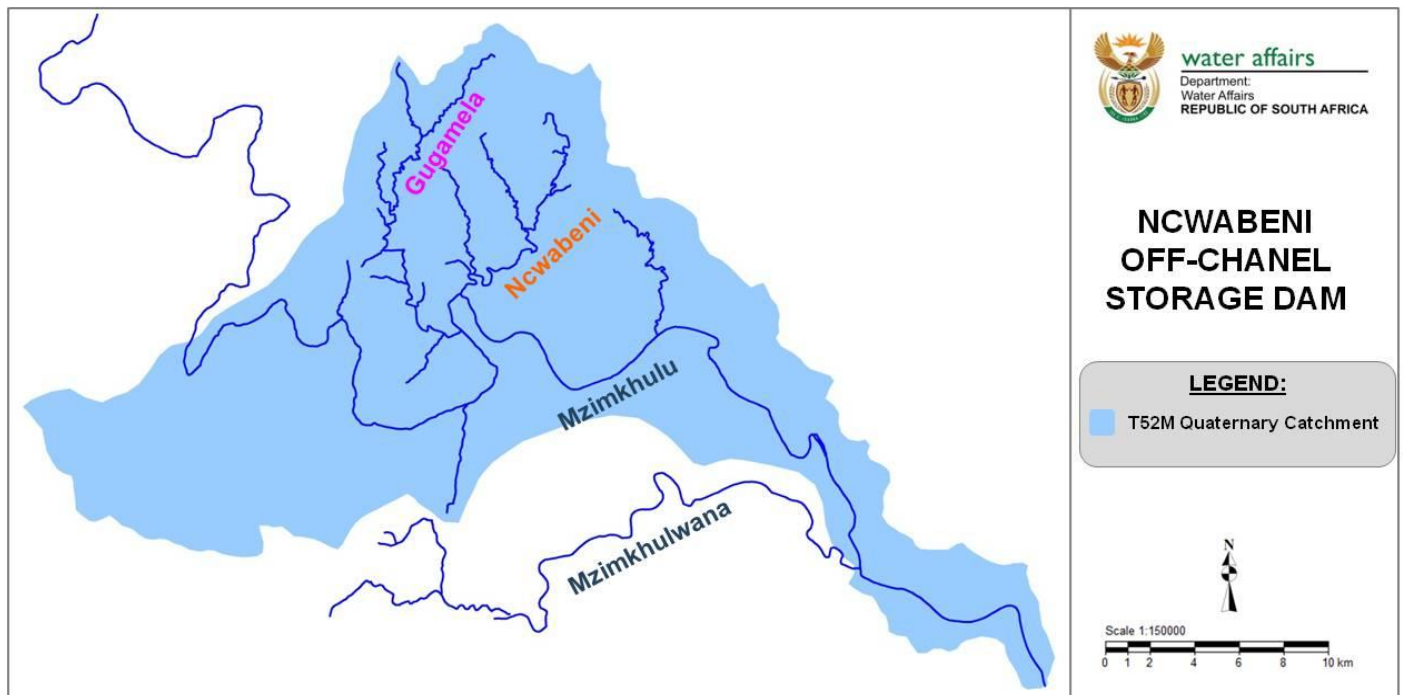 Gugamela
Ncwabeni
Mzimkhulu
Mzimkhulwana
water affairs
Department:
Water Affairs
REPUBLIC OF SOUTH AFRICA
NCWABENI
OFF-CHANEL
STORAGE DAM
LEGEND:
T52M Quaternary Catchment
N
Scale 1:150000
0 1 2 4 6 8 10 km